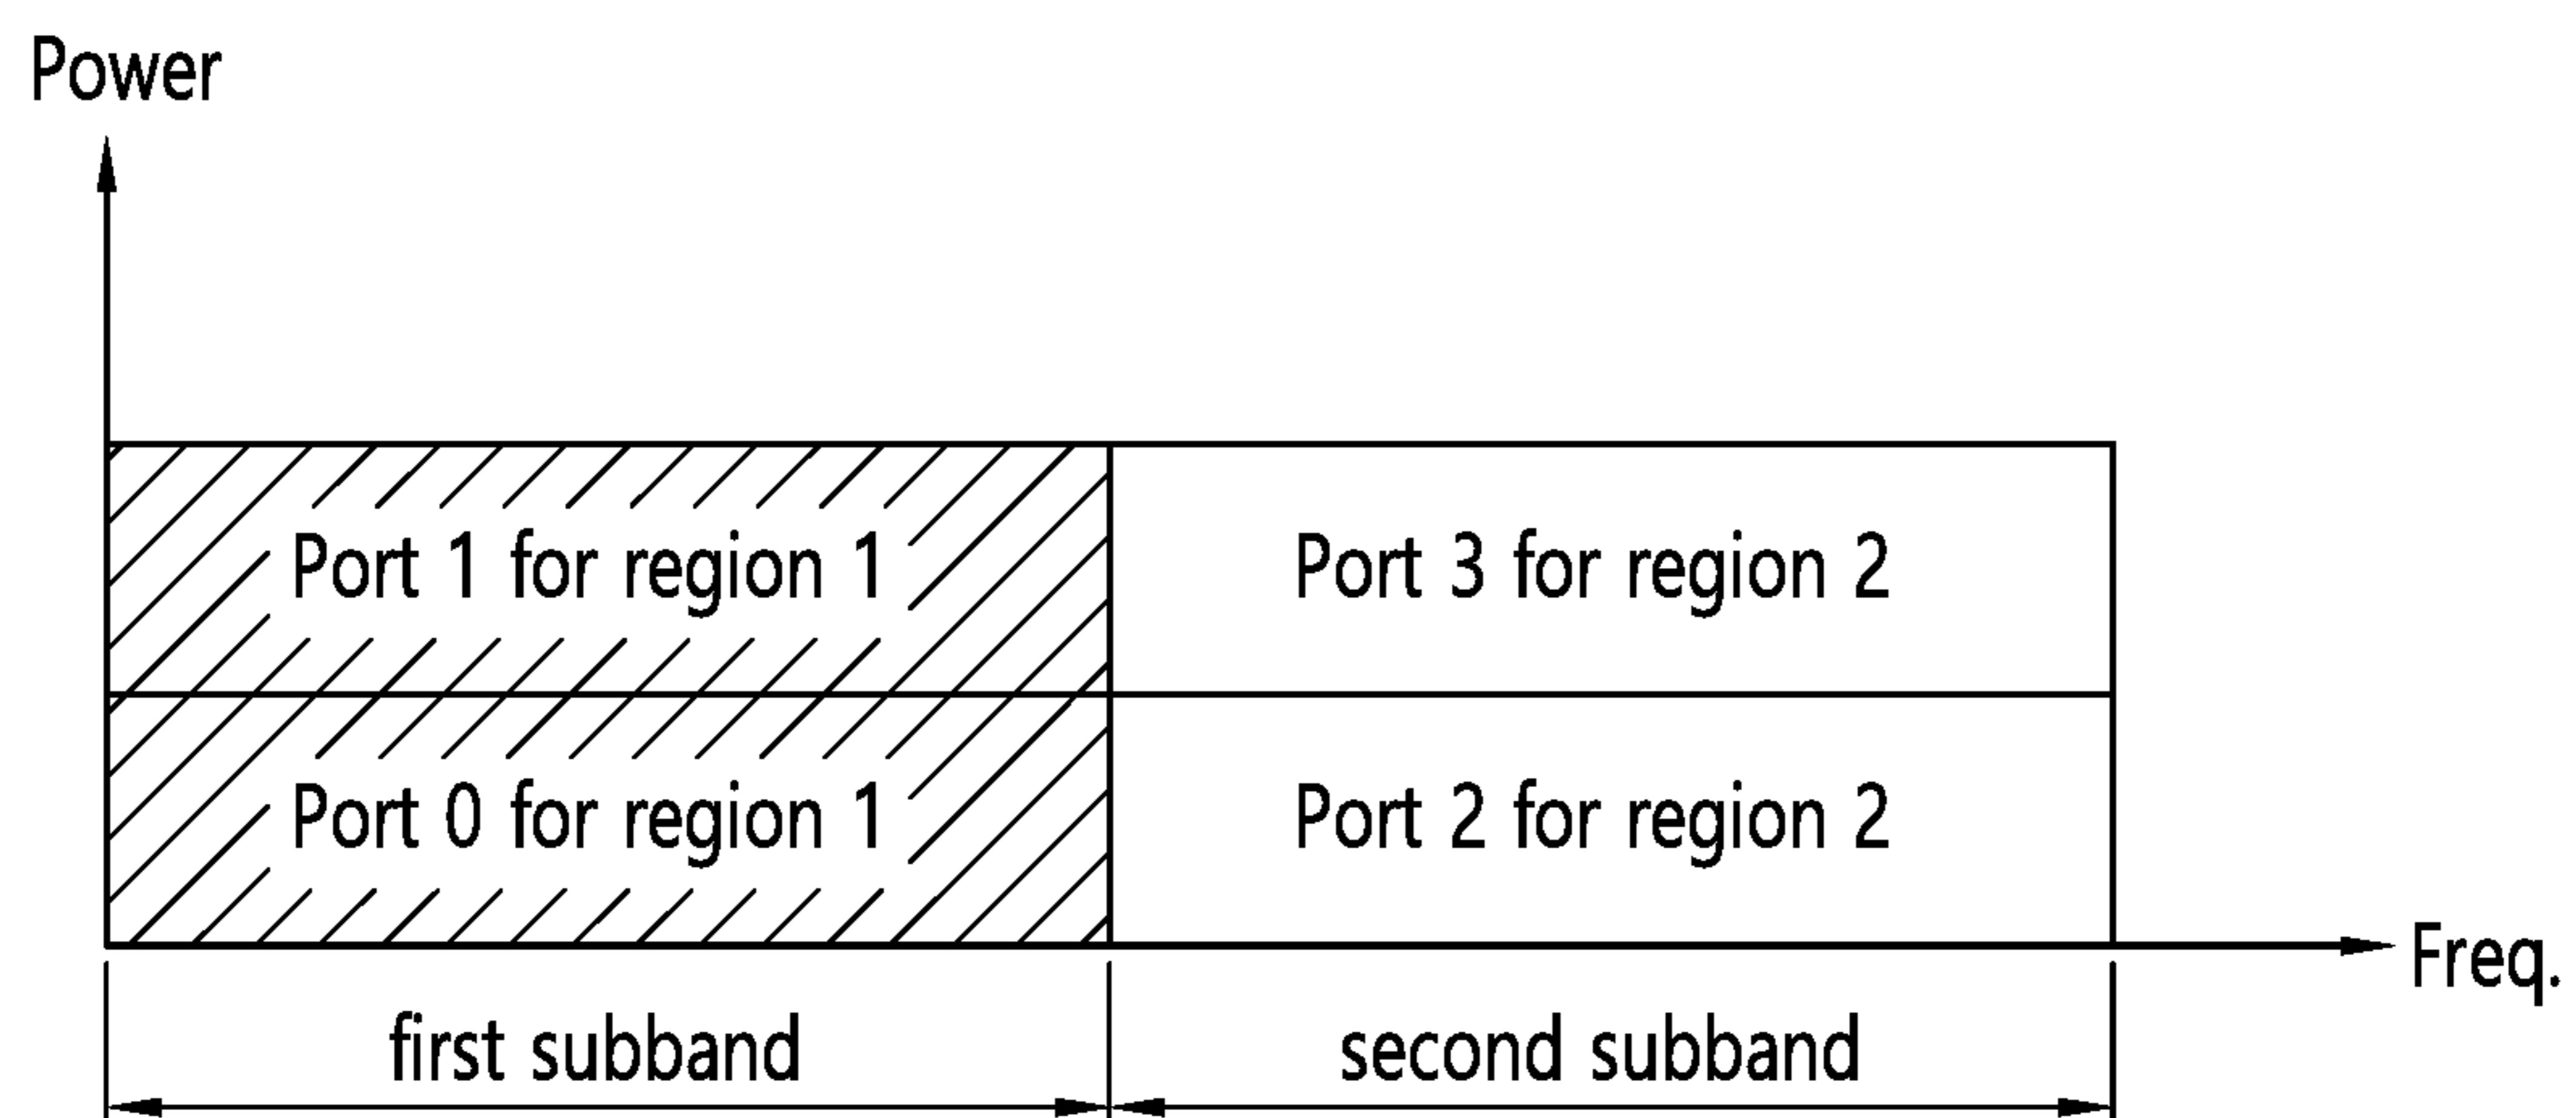 Power
Port 1 for region 1
Port 3 for region 2
Port 0 for region 1
Port 2 for region 2
Freq.
first subband
second subband